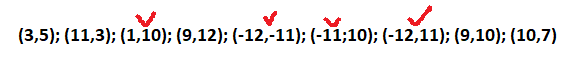 (3,5); (11,3); (1,10); (9,12); (-12,-11); (-11;10); (-12,11); (9,10); (10,7)